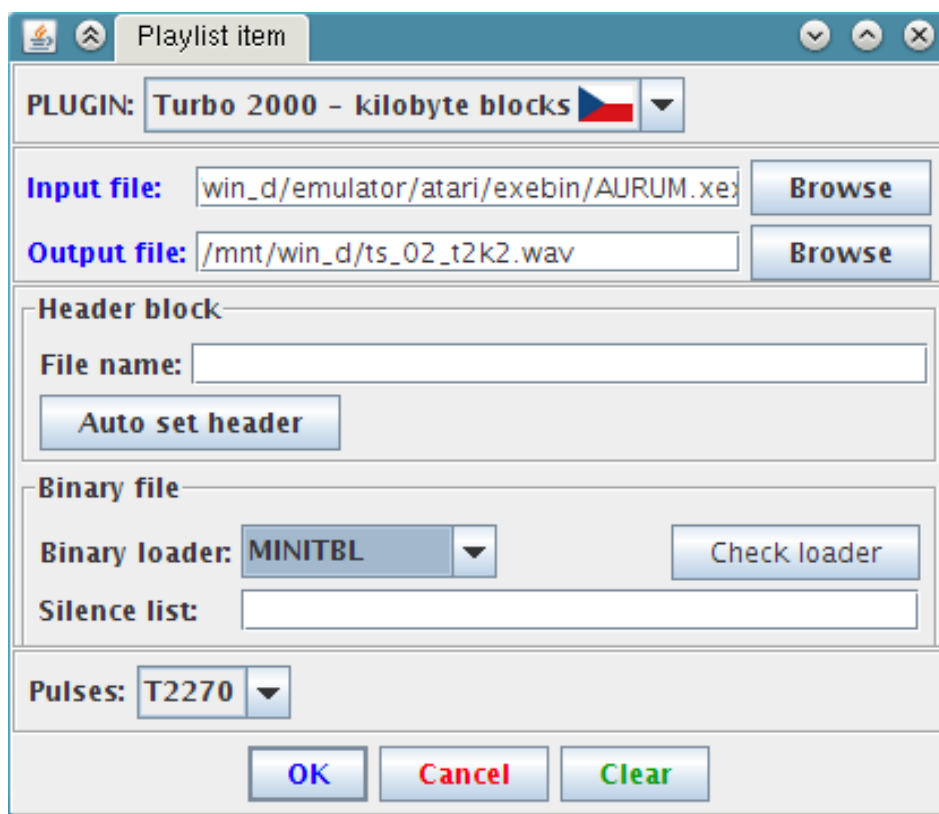 Playlist item
PLUGIN: Turbo 2000 - kilobyte blocks
Input file: win_d/emulator/atari/exebin/AURUM.xex Browse
Output file: /mnt/win_d/ts_02_t2k2.wav Browse
Header block
File name:
Auto set header
Binary file
Binary loader: MINITBL Check loader
Silence list:
Pulses: T2270
OK Cancel Clear